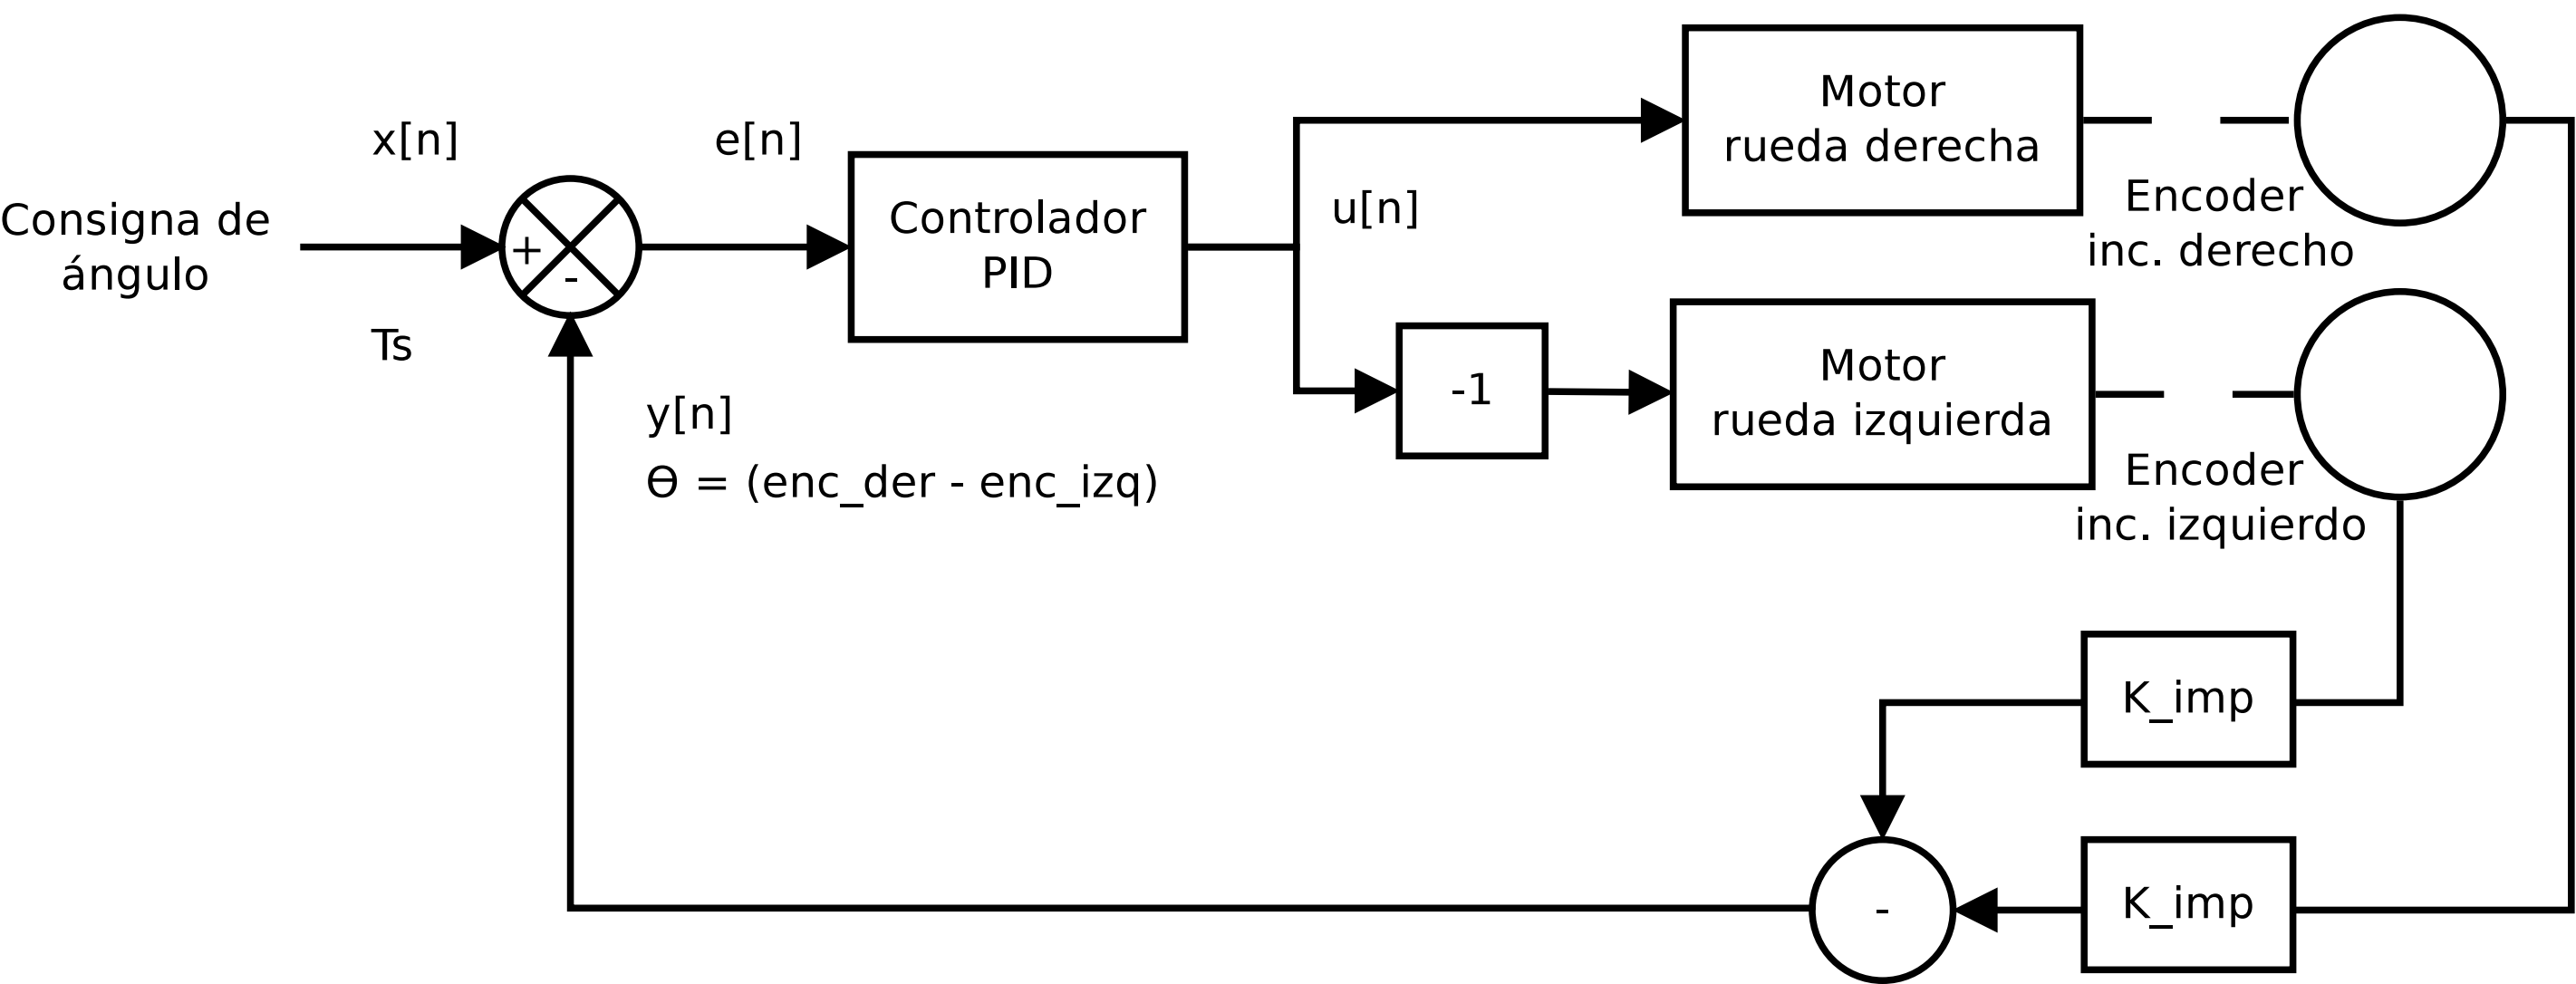 Consigna de
ángulo
x[n]
+
-
Ts
e[n]
Controlador
PID
u[n]
Motor
rueda derecha
Encoder
inc. derecho
-1
Motor
rueda izquierda
Encoder
inc. izquierdo
y[n]
Θ = (enc_der - enc_izq)
K_imp
K_imp
-